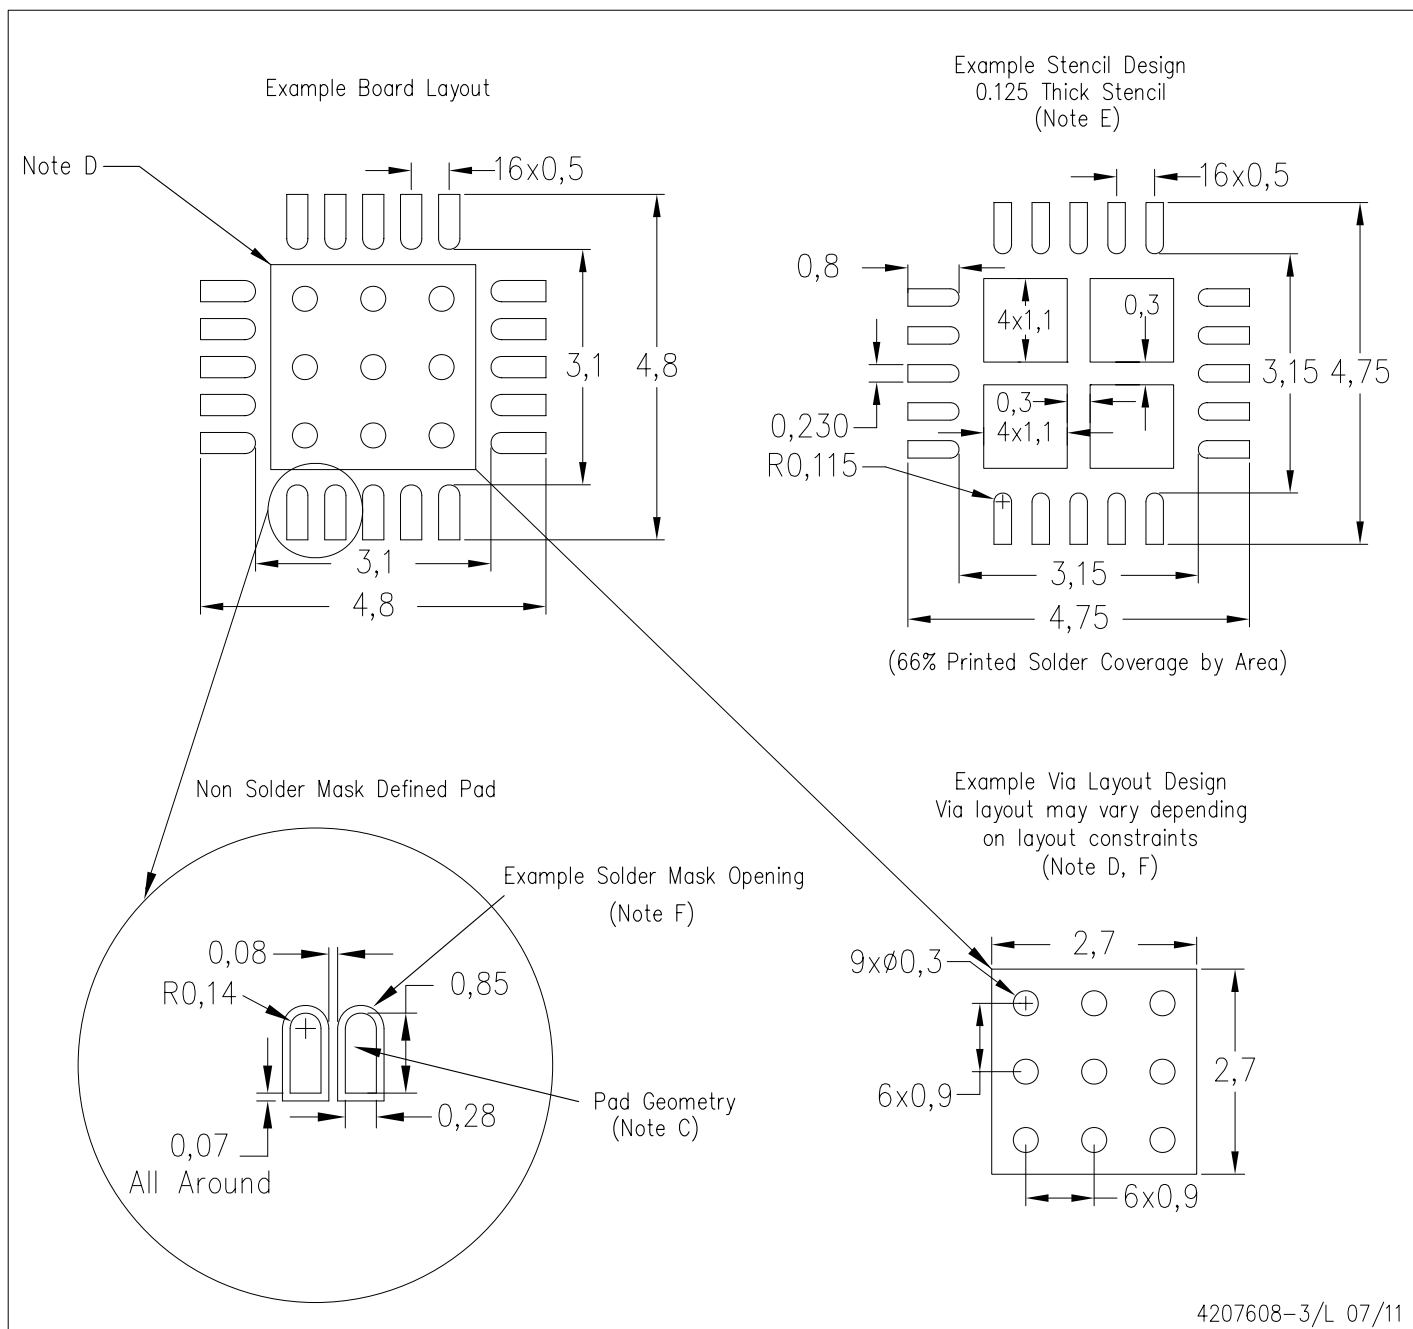 Example Board Layout
Note D
16x0,5
3,1
4,8
3,1
4,8
Example Stencil Design
0.125 Thick Stencil
(Note E)
16x0,5
0,8
4x1,1
0,3
3,15
4,75
0,3
4x1,1
0,230
R0,115
3,15
4,75
(66% Printed Solder Coverage by Area)
Non Solder Mask Defined Pad
Example Solder Mask Opening
(Note F)
0,08
R0,14
0,85
Pad Geometry
(Note C)
0,28
0,07
All Around
Example Via Layout Design
Via layout may vary depending
on layout constraints
(Note D, F)
9xø0,3
2,7
2,7
6x0,9
6x0,9
4207608-3/L 07/11